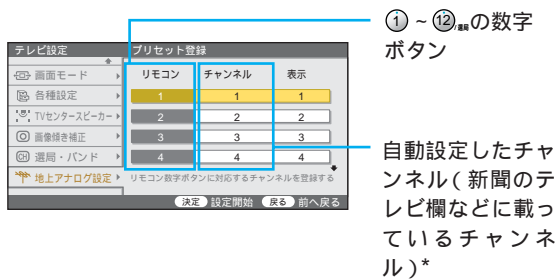 テレビ設定
画面モード
各種設定
TVセンタースピーカー
画像傾き補正
選局・バンド
地上アナログ設定
プリセット登録
リモコン チャンネル 表示
1 1 1
2 2 2
3 3 3
4 4 4
リモコン数字ボタンに対応するチャンネルを登録する
決定 設定開始 戻る 前へ戻る
① ~ ⑫/選局の数字
ボタン
自動設定したチャ
ンネル(新聞のテ
レビ欄などに載っ
ているチャンネ
ル)*